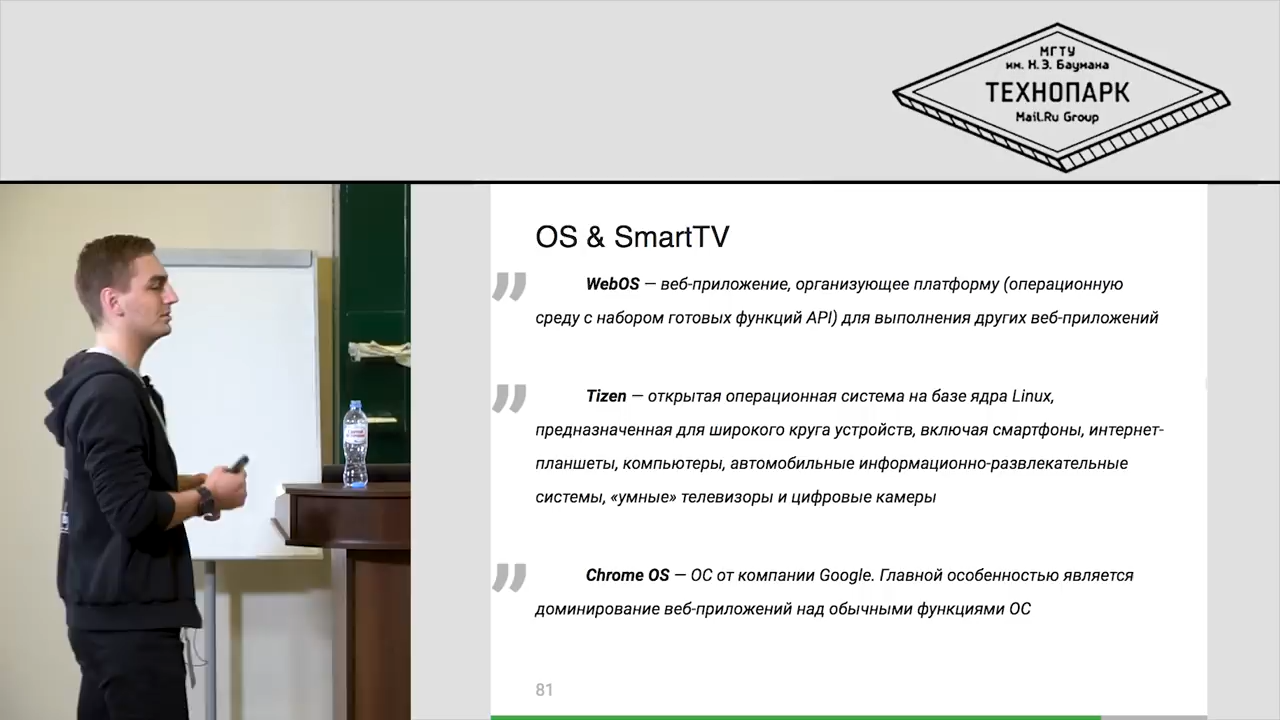 МГТУ
им. Н.Э. Баумана
ТЕХНОПАРК
Mail.Ru Group
OS & SmartTV
WebOS — веб-приложение, организующее платформу (операционную
среду с набором готовых функций API) для выполнения других веб-приложений
Tizen — открытая операционная система на базе ядра Linux,
предназначенная для широкого круга устройств, включая смартфоны, интернет-
планшеты, компьютеры, автомобильные информационно-развлекательные
системы, «умные» телевизоры и цифровые камеры
Chrome OS — ОС от компании Google. Главной особенностью является
доминирование веб-приложений над обычными функциями ОС
81